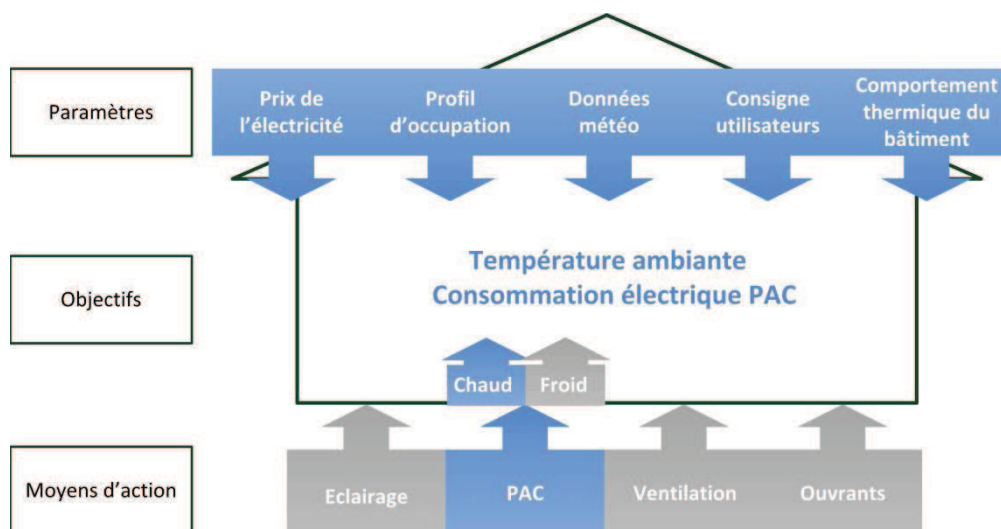 Paramètres
Prix de
l'électricité
Profil
d'occupation
Données
météo
Consigne
utilisateurs
Comportement
thermique du
bâtiment
Objectifs
Température ambiante
Consommation électrique PAC
Chaud
Froid
Moyens d'action
Eclairage
PAC
Ventilation
Ouvrants